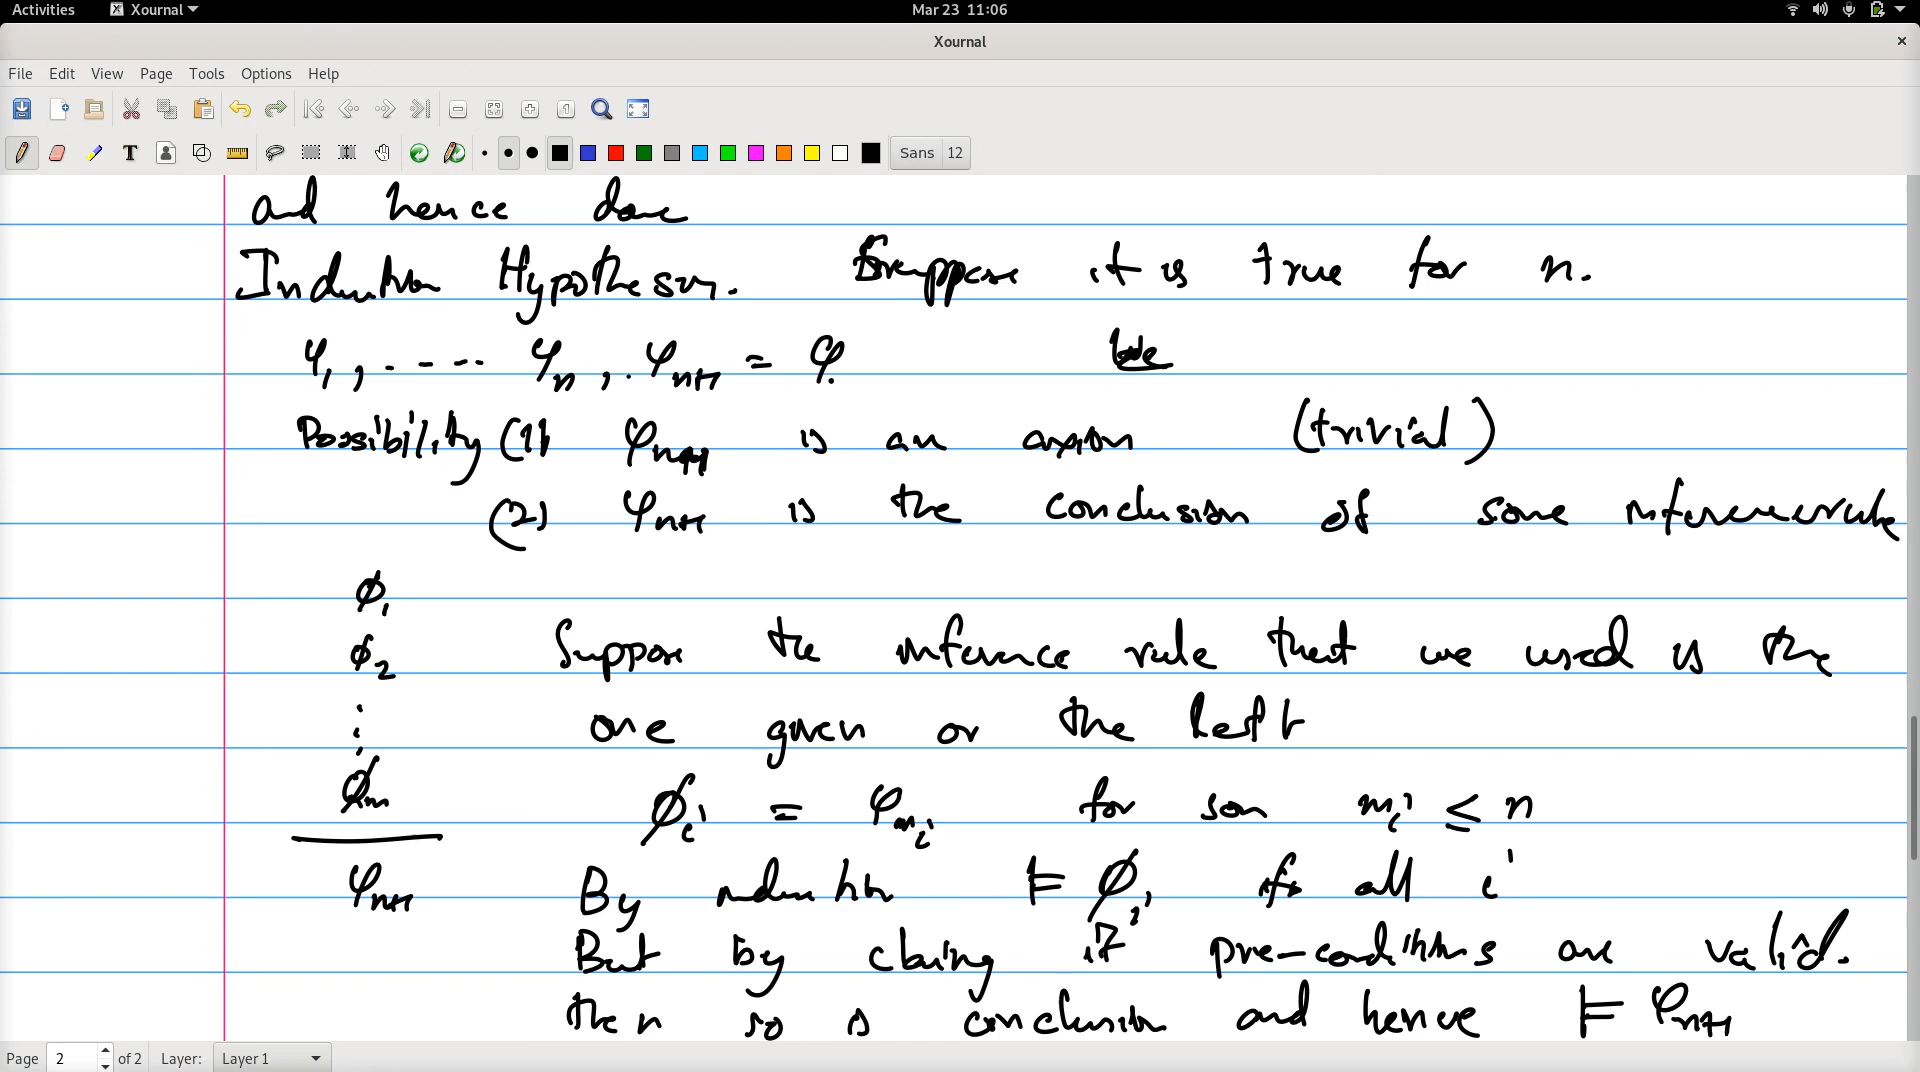 Activities Xournal Mar 23 11:06
Xournal
File Edit View Page Tools Options Help
Sans 12
and hence done
Induction Hypothesis. Suppose it is true for n.
φ₁, ..... φₙ, . φₙ₊₁ = φ.
Possibility (1) φₙ₊₁ is an axiom (trivial)
(2) φₙ₊₁ is the conclusion of some inference rule
ϕ₁
ϕ₂ Suppose the inference rule that we used is the
⋮ one given on the left
ϕₘ ϕᵢ = φ_{mᵢ} for som mᵢ ≤ n
φₙ₊₁ By induction ⊨ ϕᵢ for all i
But by if pre-conditions are valid.
then so is conclusion and hence ⊨ φₙ₊₁
Page 2 of 2 Layer: Layer 1